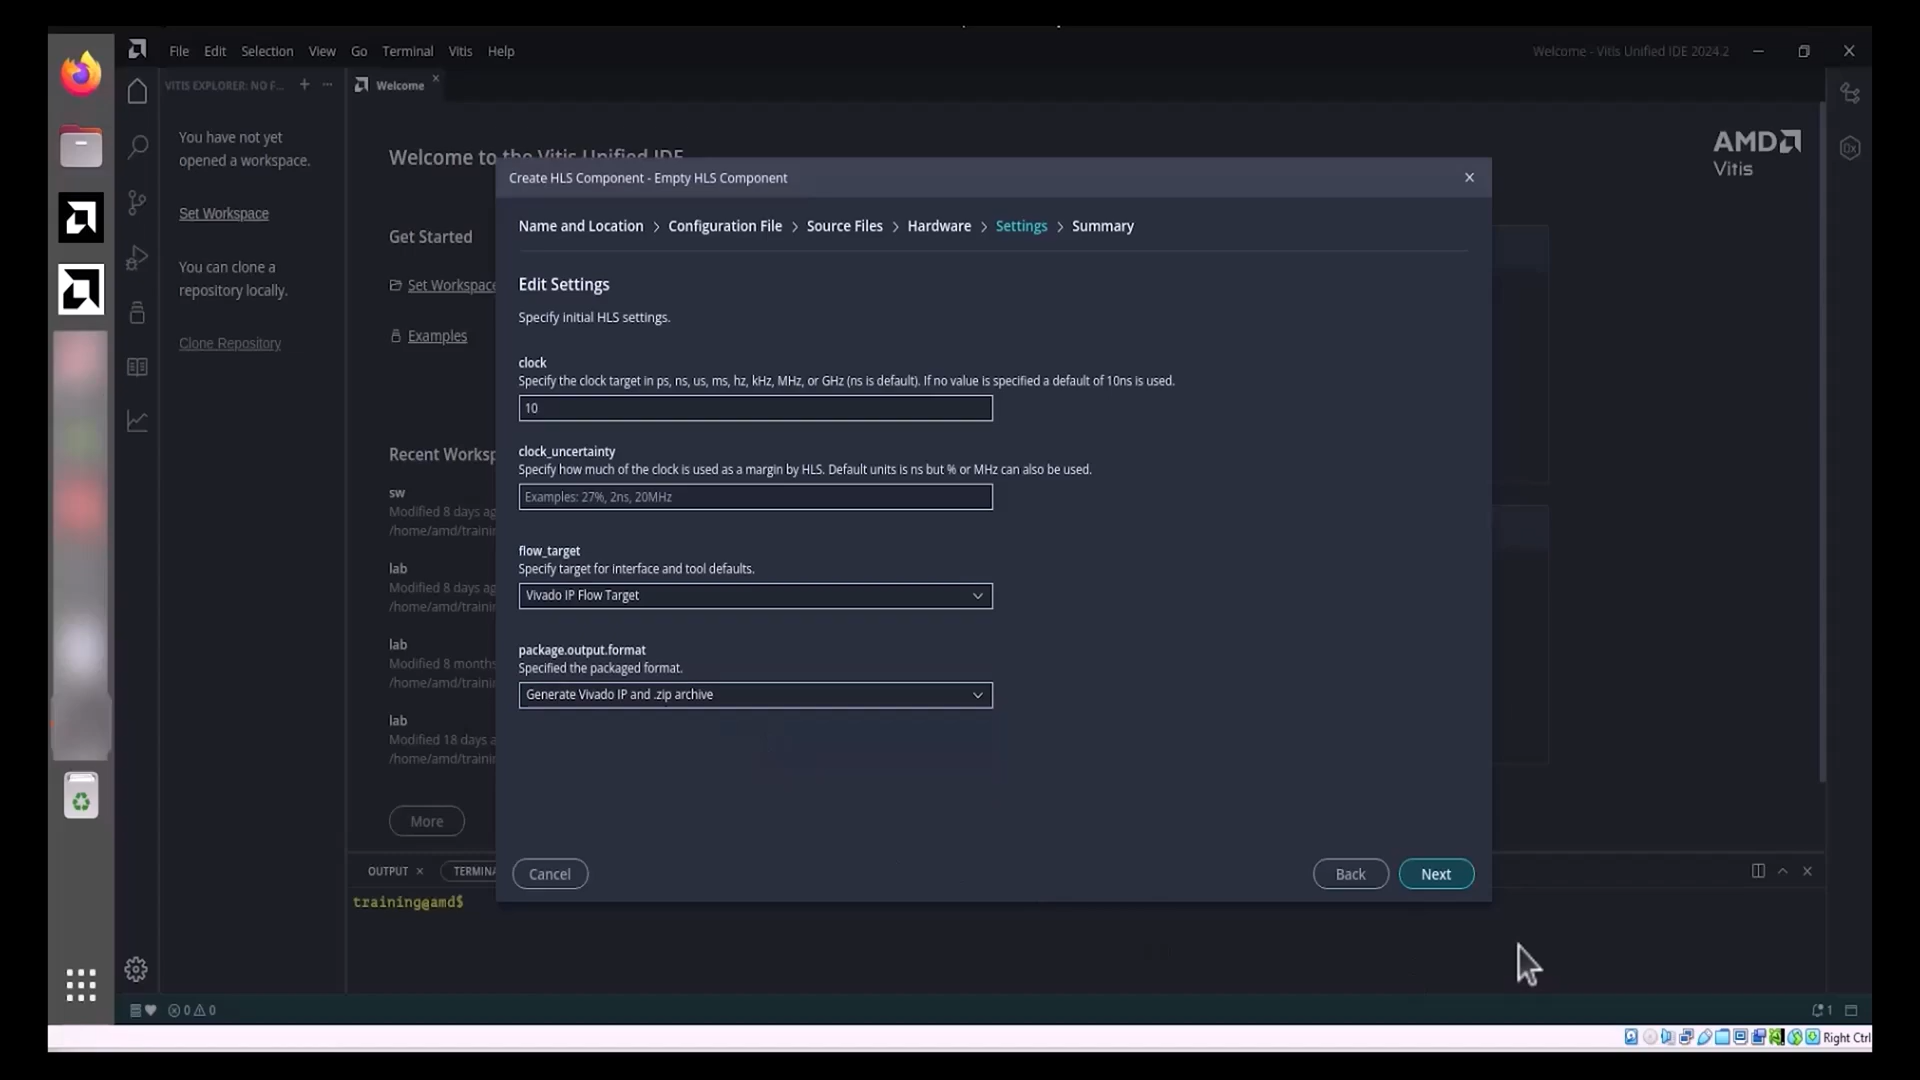 File Edit Selection View Go Terminal Vitis Help
Welcome - Vitis Unified IDE 2024.2
VITIS EXPLORER: NO F...
Welcome
You have not yet
opened a workspace.
Set Workspace
You can clone a
repository locally.
Clone Repository
Welcome to the Vitis Unified IDE
AMD
Vitis
Get Started
Set Workspace
Examples
Recent Worksp
sw
Modified 8 days ag
/home/amd/trainin
lab
Modified 8 days ag
/home/amd/trainin
lab
Modified 8 months
/home/amd/trainin
lab
Modified 18 days a
/home/amd/trainin
More
Create HLS Component - Empty HLS Component
Name and Location > Configuration File > Source Files > Hardware > Settings > Summary
Edit Settings
Specify initial HLS settings.
clock
Specify the clock target in ps, ns, us, ms, hz, kHz, MHz, or GHz (ns is default). If no value is specified a default of 10ns is used.
10
clock_uncertainty
Specify how much of the clock is used as a margin by HLS. Default units is ns but % or MHz can also be used.
Examples: 27%, 2ns, 20MHz
flow_target
Specify target for interface and tool defaults.
Vivado IP Flow Target
package.output.format
Specified the packaged format.
Generate Vivado IP and .zip archive
Cancel
Back
Next
OUTPUT
TERMINA
training@amd$
0 0
1
Right Ctrl